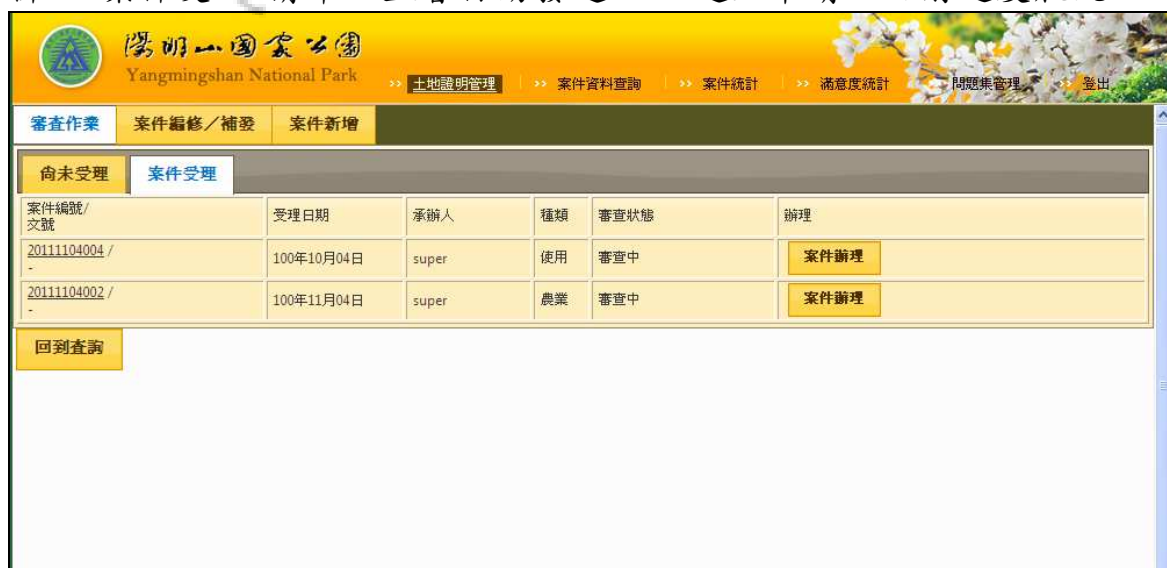 陽明山國家公園
Yangmingshan National Park
>> 土地證明管理 >> 案件資料查詢 >> 案件統計 >> 滿意度統計 問題集管理 >> 登出
審查作業 案件編修／補發 案件新增
尚未受理 案件受理
案件編號/
文號 受理日期 承辦人 種類 審查狀態 辦理
20111104004 /
- 100年10月04日 super 使用 審查中 案件辦理
20111104002 /
- 100年11月04日 super 農業 審查中 案件辦理
回到查詢